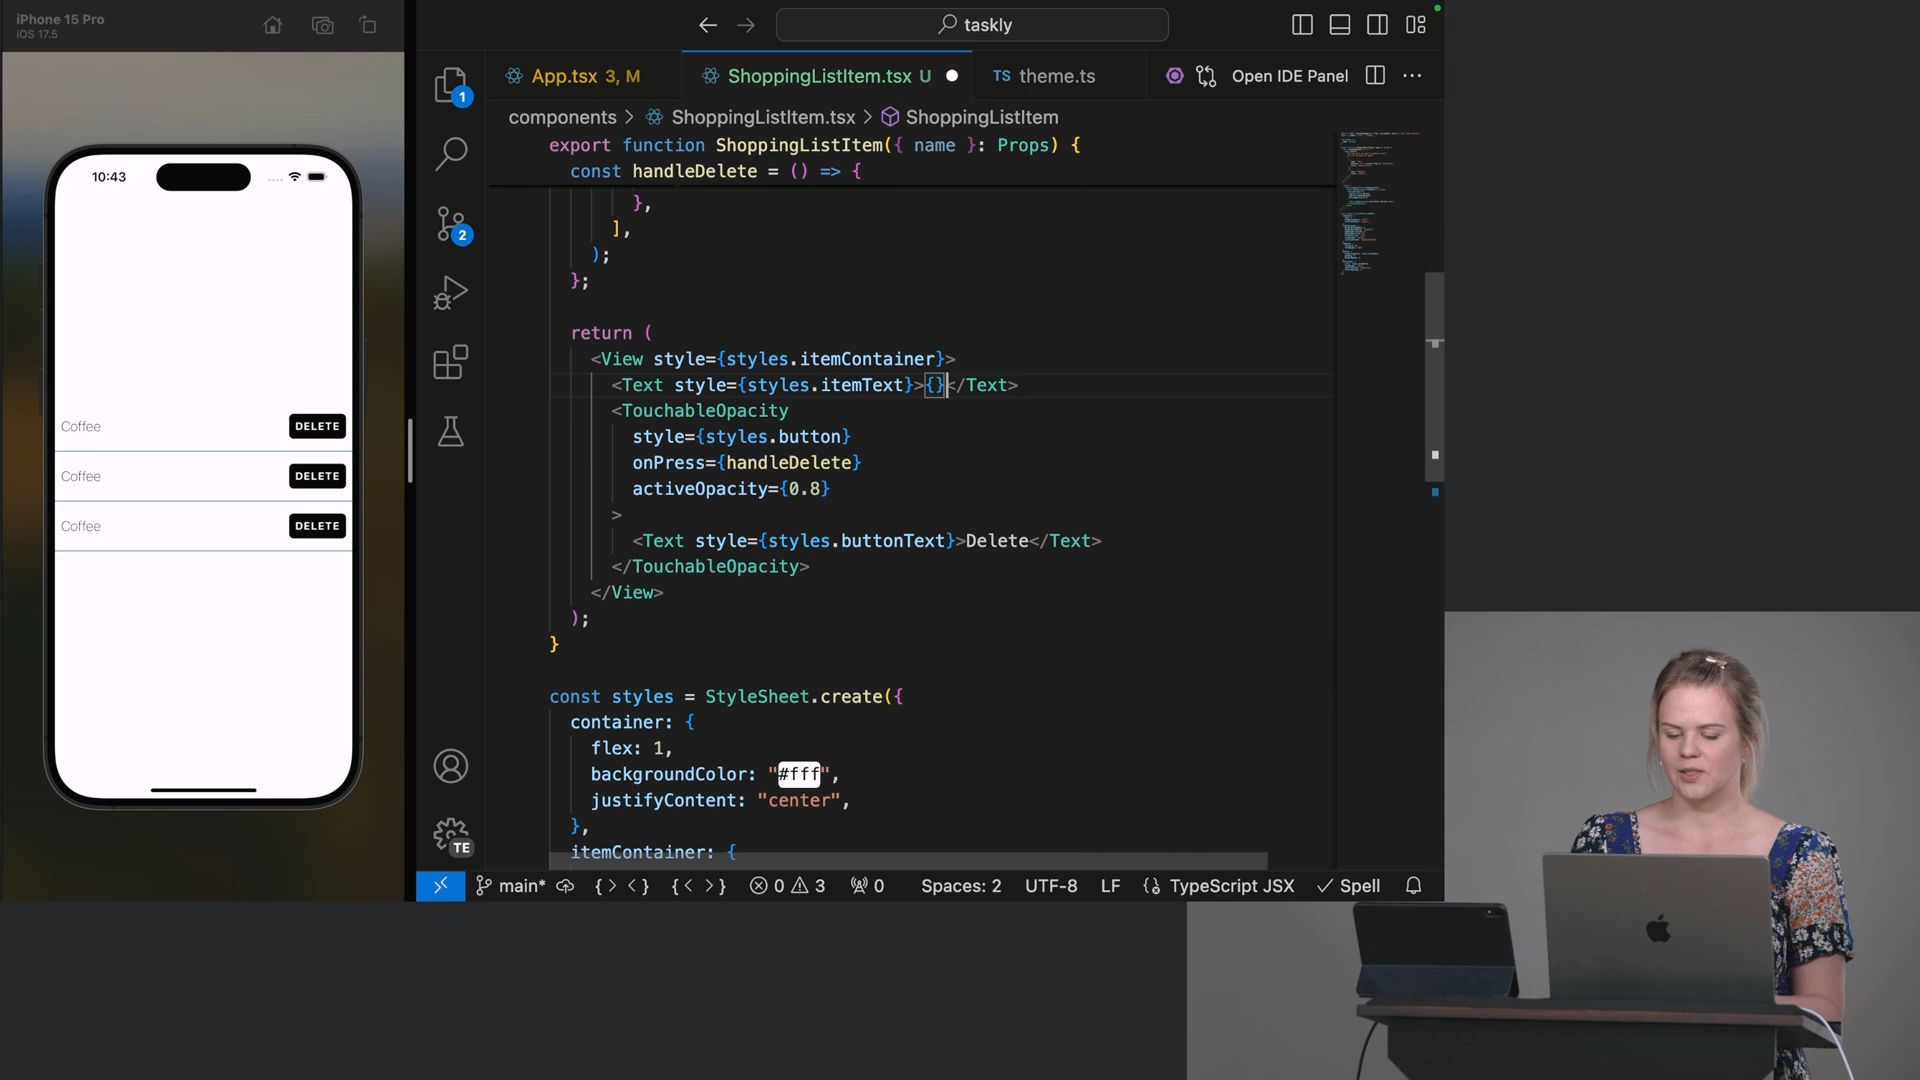 iPhone 15 Pro
iOS 17.5
10:43
Coffee DELETE
Coffee DELETE
Coffee DELETE
taskly
App.tsx 3, M
ShoppingListItem.tsx U
TS theme.ts
Open IDE Panel
components > ShoppingListItem.tsx > ShoppingListItem
export function ShoppingListItem({ name }: Props) {
const handleDelete = () => {
},
],
);
};
return (
<View style={styles.itemContainer}>
<Text style={styles.itemText}>{}</Text>
<TouchableOpacity
style={styles.button}
onPress={handleDelete}
activeOpacity={0.8}
>
<Text style={styles.buttonText}>Delete</Text>
</TouchableOpacity>
</View>
);
}
const styles = StyleSheet.create({
container: {
flex: 1,
backgroundColor: "#fff",
justifyContent: "center",
},
itemContainer: {
1
2
TE
main* 0 3 0 Spaces: 2 UTF-8 LF TypeScript JSX Spell